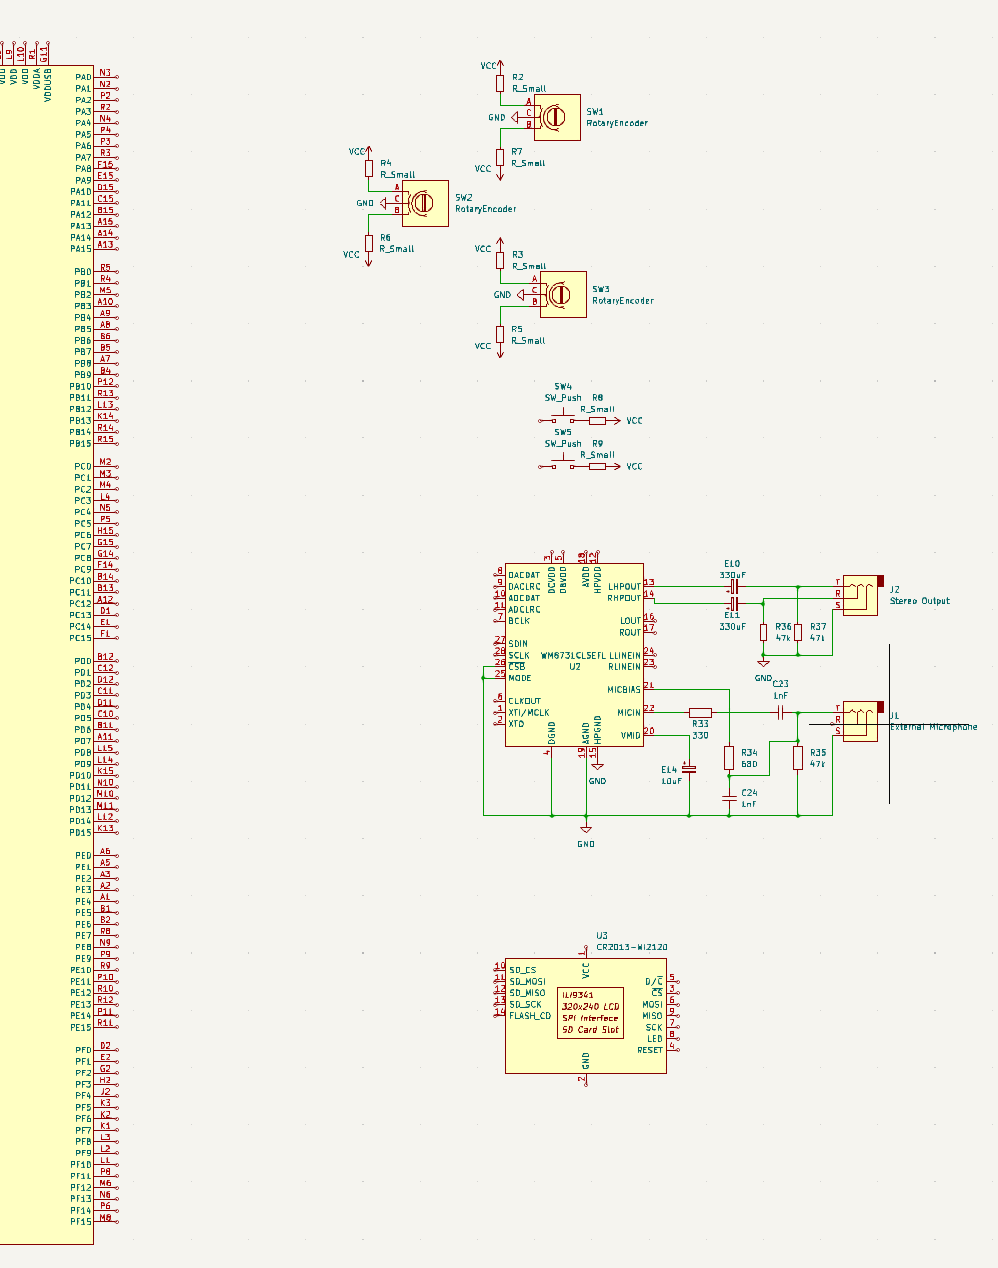 VDD
L9
VDD
L10
VDD
R1
VDDA
G11
VDDUSB
PA0 N3
PA1 N2
PA2 P2
PA3 R2
PA4 N4
PA5 P4
PA6 P3
PA7 R3
PA8 F16
PA9 E15
PA10 D15
PA11 C15
PA12 B15
PA13 A15
PA14 A14
PA15 A13
PB0 R5
PB1 R4
PB2 M5
PB3 A10
PB4 A9
PB5 A8
PB6 B6
PB7 B5
PB8 A7
PB9 B4
PB10 P12
PB11 R13
PB12 L13
PB13 K14
PB14 R14
PB15 R15
PC0 M2
PC1 M3
PC2 M4
PC3 L4
PC4 N5
PC5 P5
PC6 H15
PC7 G15
PC8 G14
PC9 F14
PC10 B14
PC11 B13
PC12 A12
PC13 D1
PC14 E1
PC15 F1
PD0 B12
PD1 C12
PD2 D12
PD3 C11
PD4 D11
PD5 C10
PD6 B11
PD7 A11
PD8 L15
PD9 L14
PD10 K15
PD11 N10
PD12 M10
PD13 M11
PD14 L12
PD15 K13
PE0 A6
PE1 A5
PE2 A3
PE3 A2
PE4 A1
PE5 B1
PE6 B2
PE7 R8
PE8 N9
PE9 P9
PE10 R9
PE11 P10
PE12 R10
PE13 R12
PE14 P11
PE15 R11
PF0 D2
PF1 E2
PF2 G2
PF3 H2
PF4 J2
PF5 K3
PF6 K2
PF7 K1
PF8 L3
PF9 L2
PF10 L1
PF11 P8
PF12 M6
PF13 N6
PF14 P6
PF15 M8
VCC
R2
R_Small
A
C
B
GND
SW1
RotaryEncoder
R7
R_Small
VCC
VCC
R4
R_Small
A
C
B
GND
SW2
RotaryEncoder
R6
R_Small
VCC
VCC
R3
R_Small
A
C
B
GND
SW3
RotaryEncoder
R5
R_Small
VCC
SW4
SW_Push
R8
R_Small
VCC
SW5
SW_Push
R9
R_Small
VCC
3 DCVDD
5 DBVDD
18 AVDD
12 HPVDD
8 DACDAT
9 DACLRC
10 ADCDAT
11 ADCLRC
7 BCLK
27 SDIN
28 SCLK
26 CSB
25 MODE
6 CLKOUT
1 XTI/MCLK
2 XTO
WM8731CLSEFL
U2
LHPOUT 13
RHPOUT 14
LOUT 16
ROUT 17
LLINEIN 24
RLINEIN 23
MICBIAS 21
MICIN 22
VMID 20
DGND 4
AGND 19
HPGND 15
GND
GND
EL0
330uF
EL1
330uF
R36
47k
R37
47k
GND
T
R
S
J2
Stereo Output
C23
1nF
R33
330
R34
680
R35
47k
EL4
10uF
C24
1nF
T
R
S
J1
External Microphone
U3
CR2013-MI2120
1 VCC
10 SD_CS
11 SD_MOSI
12 SD_MISO
13 SD_SCK
14 FLASH_CD
ILI9341
320x240 LCD
SPI Interface
SD Card Slot
D/C 5
CS 3
MOSI 6
MISO 9
SCK 7
LED 8
RESET 4
GND 2